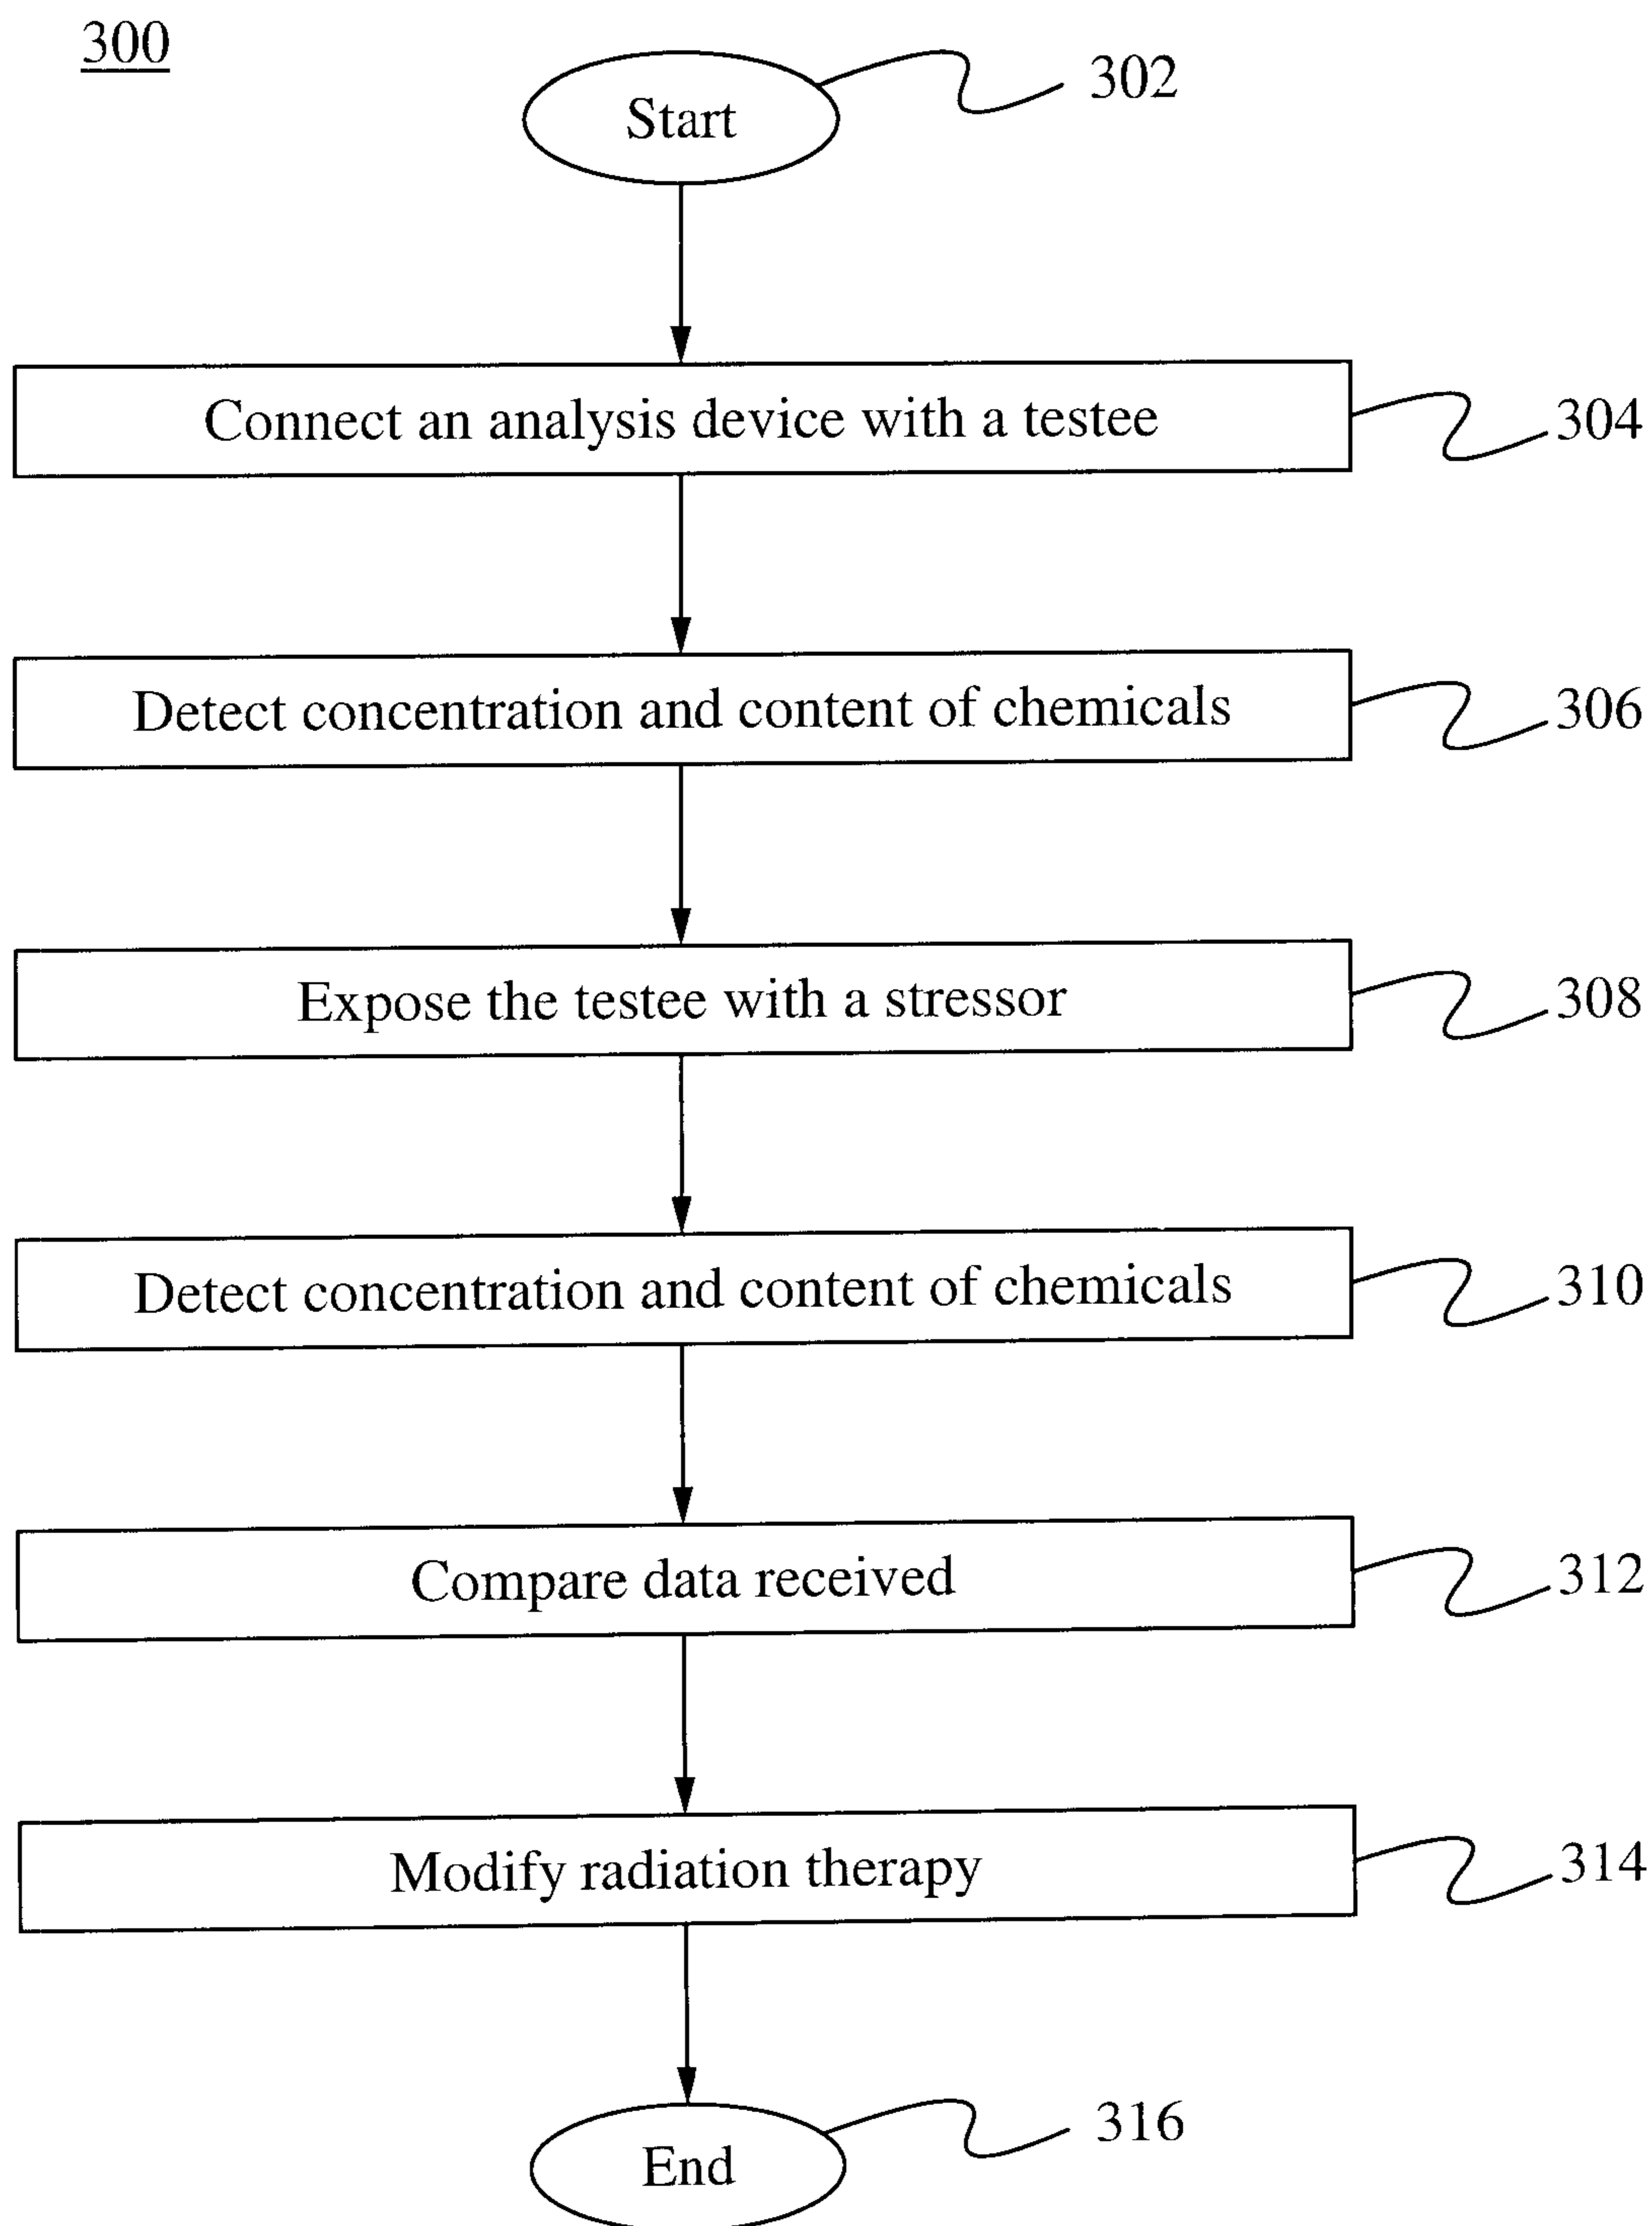 300
Start
302
Connect an analysis device with a testee
304
Detect concentration and content of chemicals
306
Expose the testee with a stressor
308
Detect concentration and content of chemicals
310
Compare data received
312
Modify radiation therapy
314
End
316